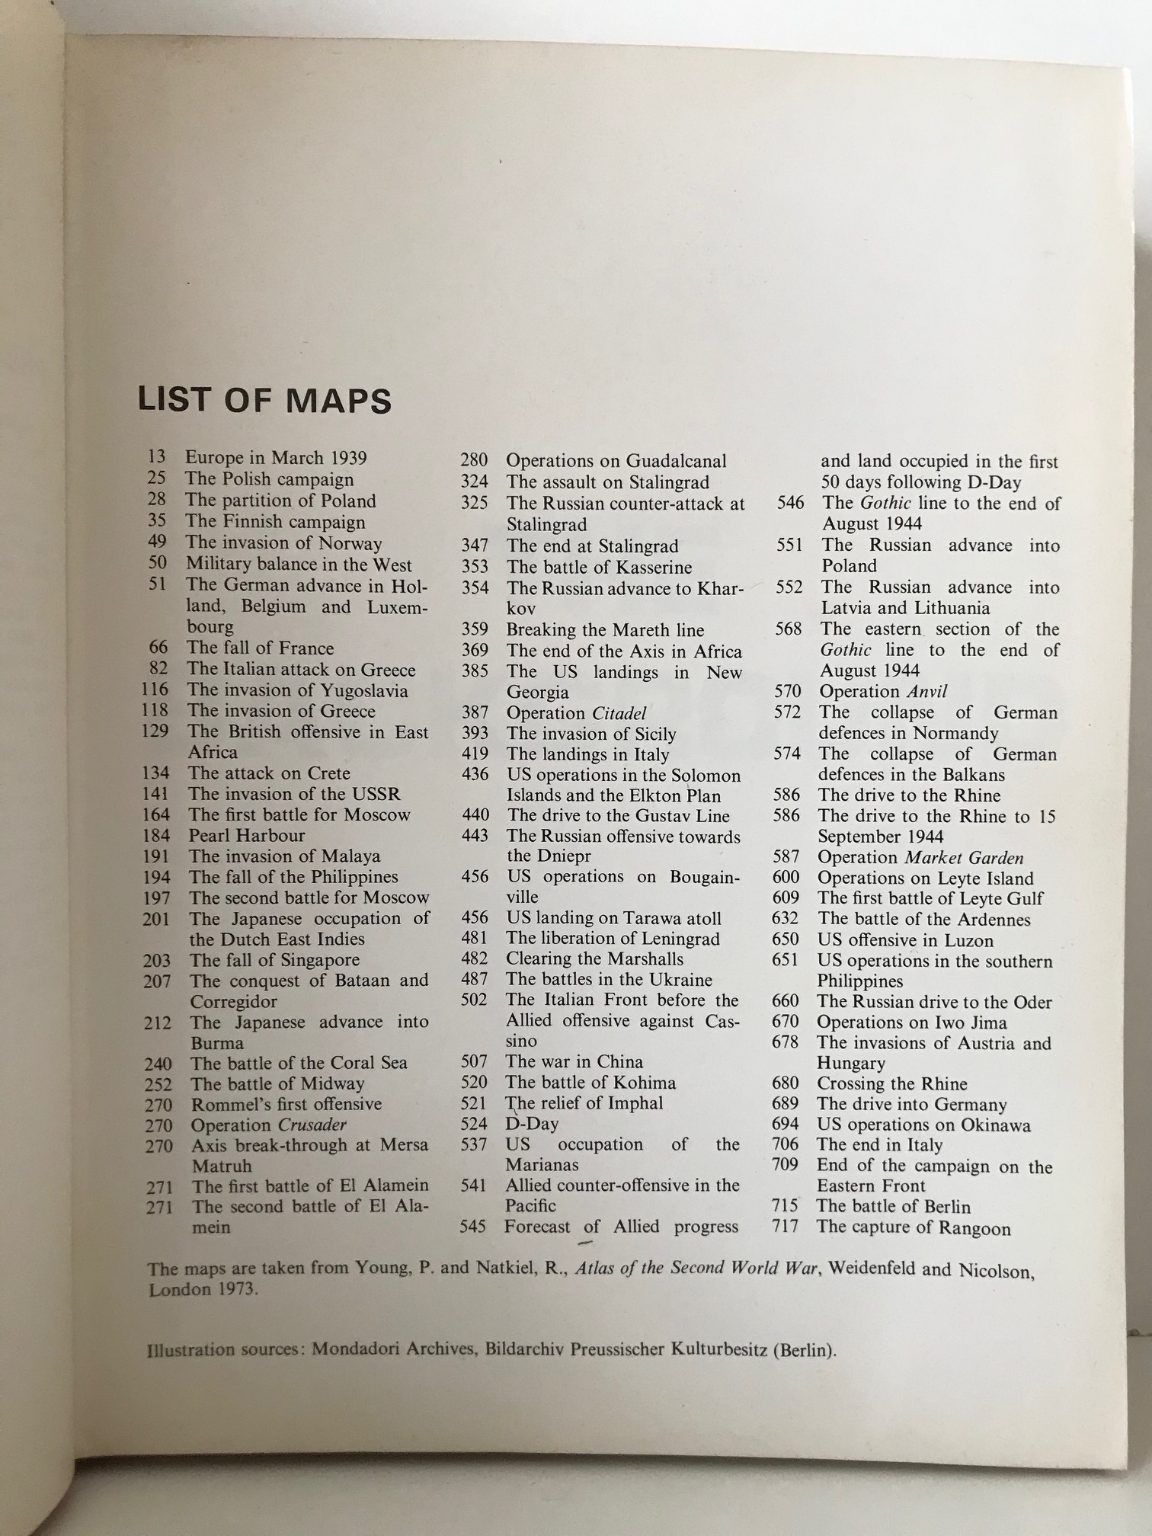 LIST OF MAPS
13 Europe in March 1939
25 The Polish campaign
28 The partition of Poland
35 The Finnish campaign
49 The invasion of Norway
50 Military balance in the West
51 The German advance in Hol-
land, Belgium and Luxem-
bourg
66 The fall of France
82 The Italian attack on Greece
116 The invasion of Yugoslavia
118 The invasion of Greece
129 The British offensive in East
Africa
134 The attack on Crete
141 The invasion of the USSR
164 The first battle for Moscow
184 Pearl Harbour
191 The invasion of Malaya
194 The fall of the Philippines
197 The second battle for Moscow
201 The Japanese occupation of
the Dutch East Indies
203 The fall of Singapore
207 The conquest of Bataan and
Corregidor
212 The Japanese advance into
Burma
240 The battle of the Coral Sea
252 The battle of Midway
270 Rommel's first offensive
270 Operation Crusader
270 Axis break-through at Mersa
Matruh
271 The first battle of El Alamein
271 The second battle of El Ala-
mein
280 Operations on Guadalcanal
324 The assault on Stalingrad
325 The Russian counter-attack at
Stalingrad
347 The end at Stalingrad
353 The battle of Kasserine
354 The Russian advance to Khar-
kov
359 Breaking the Mareth line
369 The end of the Axis in Africa
385 The US landings in New
Georgia
387 Operation Citadel
393 The invasion of Sicily
419 The landings in Italy
436 US operations in the Solomon
Islands and the Elkton Plan
440 The drive to the Gustav Line
443 The Russian offensive towards
the Dniepr
456 US operations on Bougain-
ville
456 US landing on Tarawa atoll
481 The liberation of Leningrad
482 Clearing the Marshalls
487 The battles in the Ukraine
502 The Italian Front before the
Allied offensive against Cas-
sino
507 The war in China
520 The battle of Kohima
521 The relief of Imphal
524 D-Day
537 US occupation of the
Marianas
541 Allied counter-offensive in the
Pacific
545 Forecast of Allied progress
and land occupied in the first
50 days following D-Day
546 The Gothic line to the end of
August 1944
551 The Russian advance into
Poland
552 The Russian advance into
Latvia and Lithuania
568 The eastern section of the
Gothic line to the end of
August 1944
570 Operation Anvil
572 The collapse of German
defences in Normandy
574 The collapse of German
defences in the Balkans
586 The drive to the Rhine
586 The drive to the Rhine to 15
September 1944
587 Operation Market Garden
600 Operations on Leyte Island
609 The first battle of Leyte Gulf
632 The battle of the Ardennes
650 US offensive in Luzon
651 US operations in the southern
Philippines
660 The Russian drive to the Oder
670 Operations on Iwo Jima
678 The invasions of Austria and
Hungary
680 Crossing the Rhine
689 The drive into Germany
694 US operations on Okinawa
706 The end in Italy
709 End of the campaign on the
Eastern Front
715 The battle of Berlin
717 The capture of Rangoon
The maps are taken from Young, P. and Natkiel, R., Atlas of the Second World War, Weidenfeld and Nicolson,
London 1973.
Illustration sources: Mondadori Archives, Bildarchiv Preussischer Kulturbesitz (Berlin).